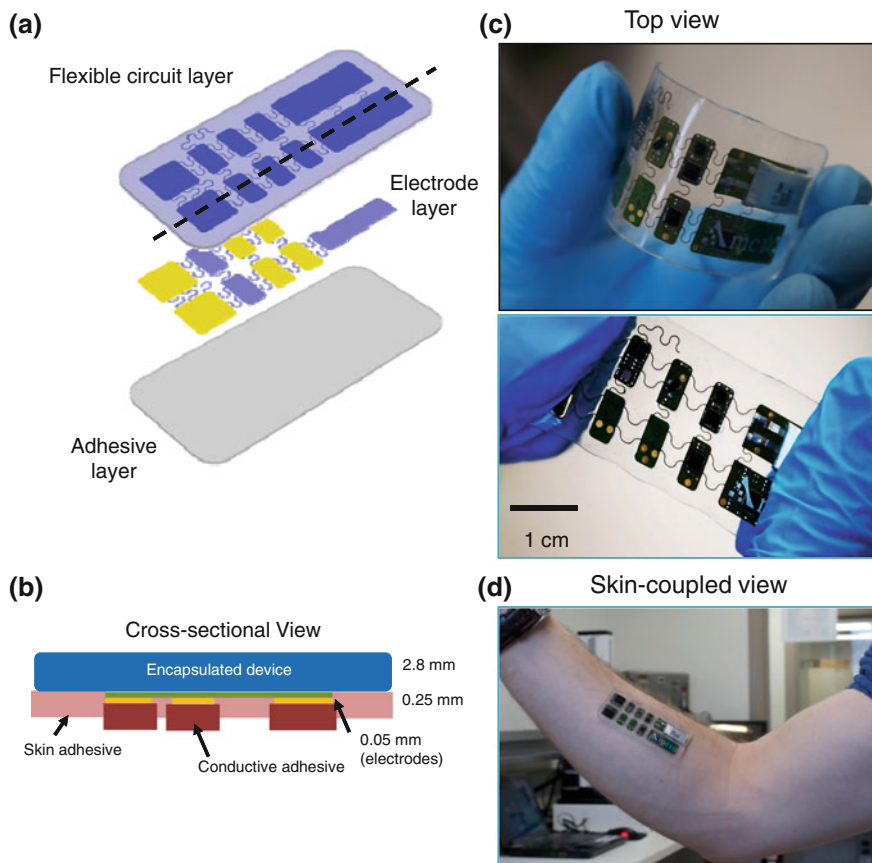 (a)
Flexible circuit layer
Electrode
layer
Adhesive
layer
(b)
Cross-sectional View
Encapsulated device
2.8 mm
0.25 mm
Skin adhesive
Conductive adhesive
0.05 mm
(electrodes)
(c)
Top view
1 cm
(d)
Skin-coupled view